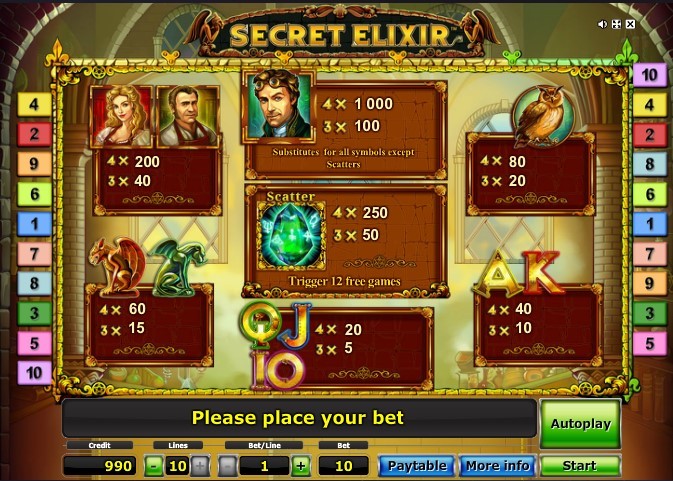 SECRET ELIXIR
4 x 200
3 x 40
4 x 1 000
3 x 100
Substitutes for all symbols except
Scatters
4 x 80
3 x 20
Scatter
4 x 250
3 x 50
Trigger 12 free games
4 x 60
3 x 15
Q J
10
4 x 20
3 x 5
A K
4 x 40
3 x 10
4
2
9
6
1
7
8
3
5
10
10
4
2
8
6
1
7
9
3
5
Please place your bet
Autoplay
Credit Lines Bet/Line Bet
990 - 10 + - 1 + 10 Paytable More info Start